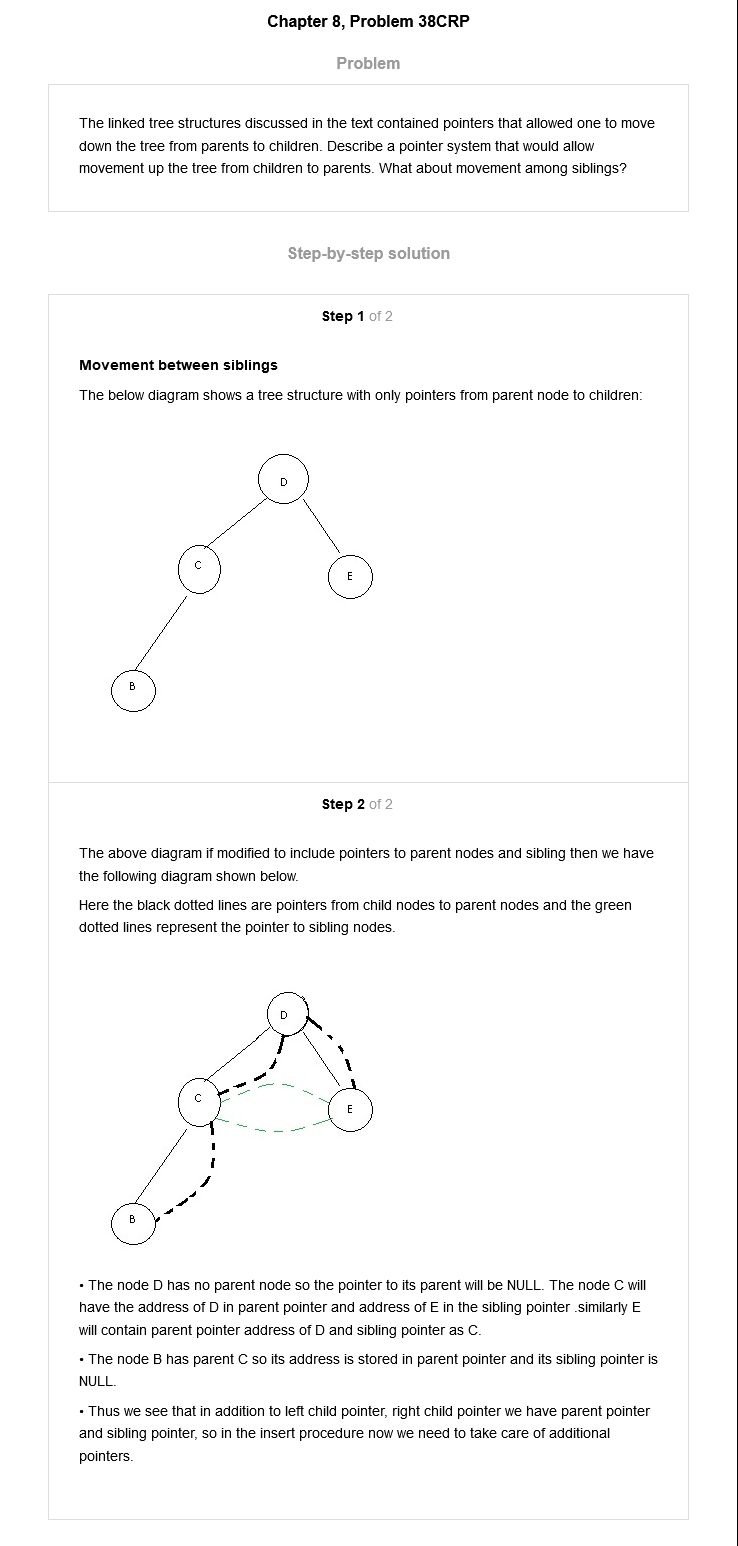 Chapter 8, Problem 38CRP
Problem
The linked tree structures discussed in the text contained pointers that allowed one to move
down the tree from parents to children. Describe a pointer system that would allow
movement up the tree from children to parents. What about movement among siblings?
Step-by-step solution
Step 1 of 2
Movement between siblings
The below diagram shows a tree structure with only pointers from parent node to children:
D
C
E
B
Step 2 of 2
The above diagram if modified to include pointers to parent nodes and sibling then we have
the following diagram shown below.
Here the black dotted lines are pointers from child nodes to parent nodes and the green
dotted lines represent the pointer to sibling nodes.
D
C
E
B
• The node D has no parent node so the pointer to its parent will be NULL. The node C will
have the address of D in parent pointer and address of E in the sibling pointer .similarly E
will contain parent pointer address of D and sibling pointer as C.
• The node B has parent C so its address is stored in parent pointer and its sibling pointer is
NULL.
• Thus we see that in addition to left child pointer, right child pointer we have parent pointer
and sibling pointer, so in the insert procedure now we need to take care of additional
pointers.